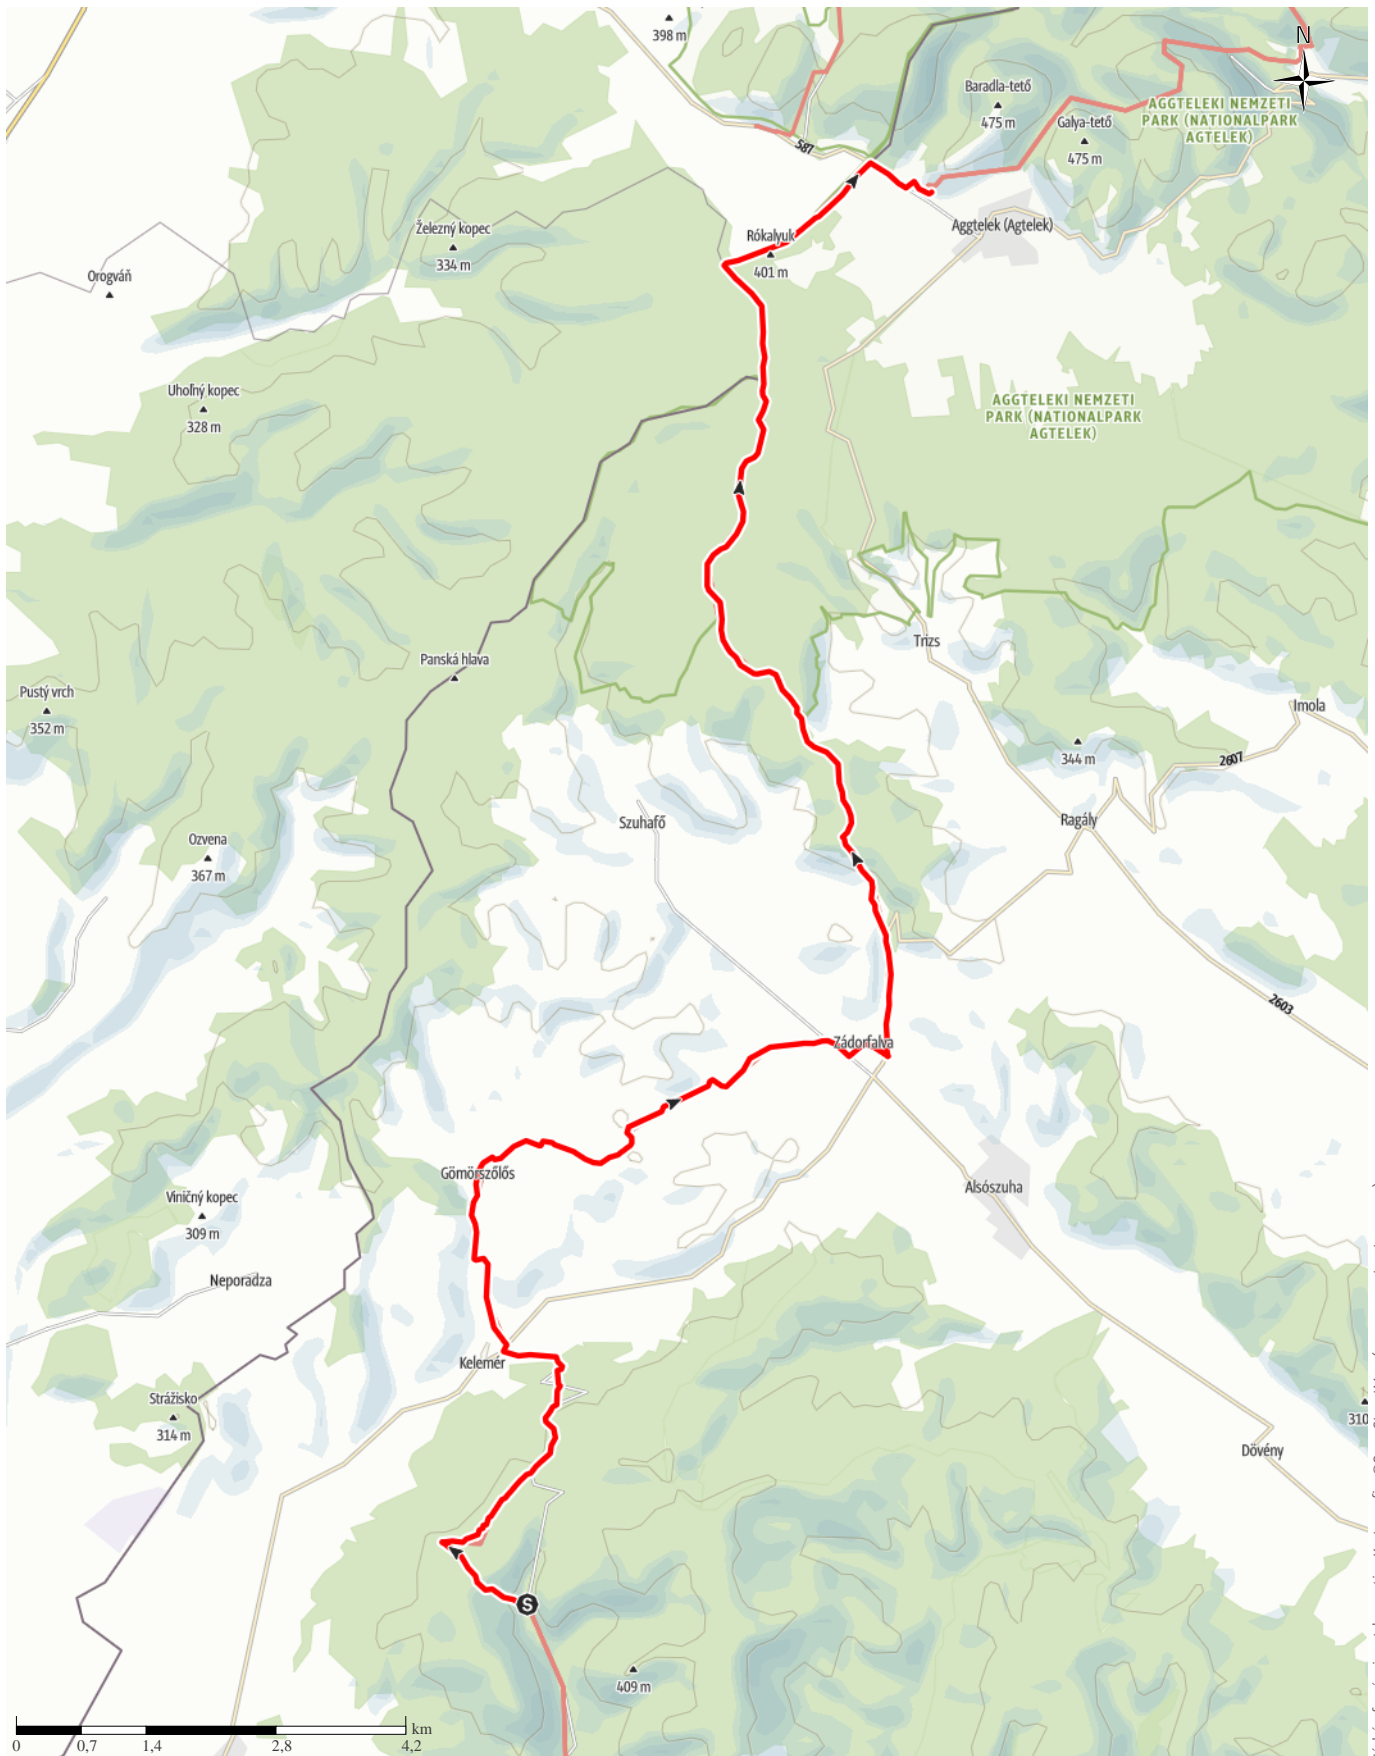 398 m
N
Baradla-tető
475 m
AGGTELEKI NEMZETI
PARK (NATIONALPARK
AGTELEK)
Galya-tető
475 m
587
Aggtelek (Agtelek)
Železný kopec
334 m
Rókalyuk
401 m
Orogváň
Uhoľný kopec
328 m
AGGTELEKI NEMZETI
PARK (NATIONALPARK
AGTELEK)
Trizs
Panská hlava
Pustý vrch
352 m
Imola
344 m
2607
Szuhafő
Ragály
Ozvena
367 m
2603
Zádorfalva
Gömörszőlős
Alsószuha
Viničný kopec
309 m
Neporadza
Kelemér
Strážisko
314 m
310
Dövény
S
409 m
km
0 0,7 1,4 2,8 4,2